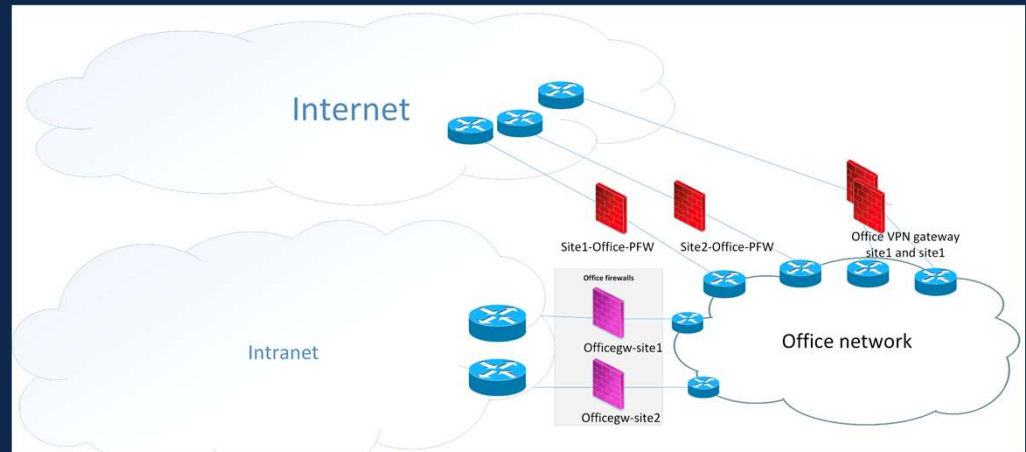 Internet
Site1-Office-PFW
Site2-Office-PFW
Office VPN gateway
site1 and site1
Office firewalls
Officegw-site1
Officegw-site2
Intranet
Office network